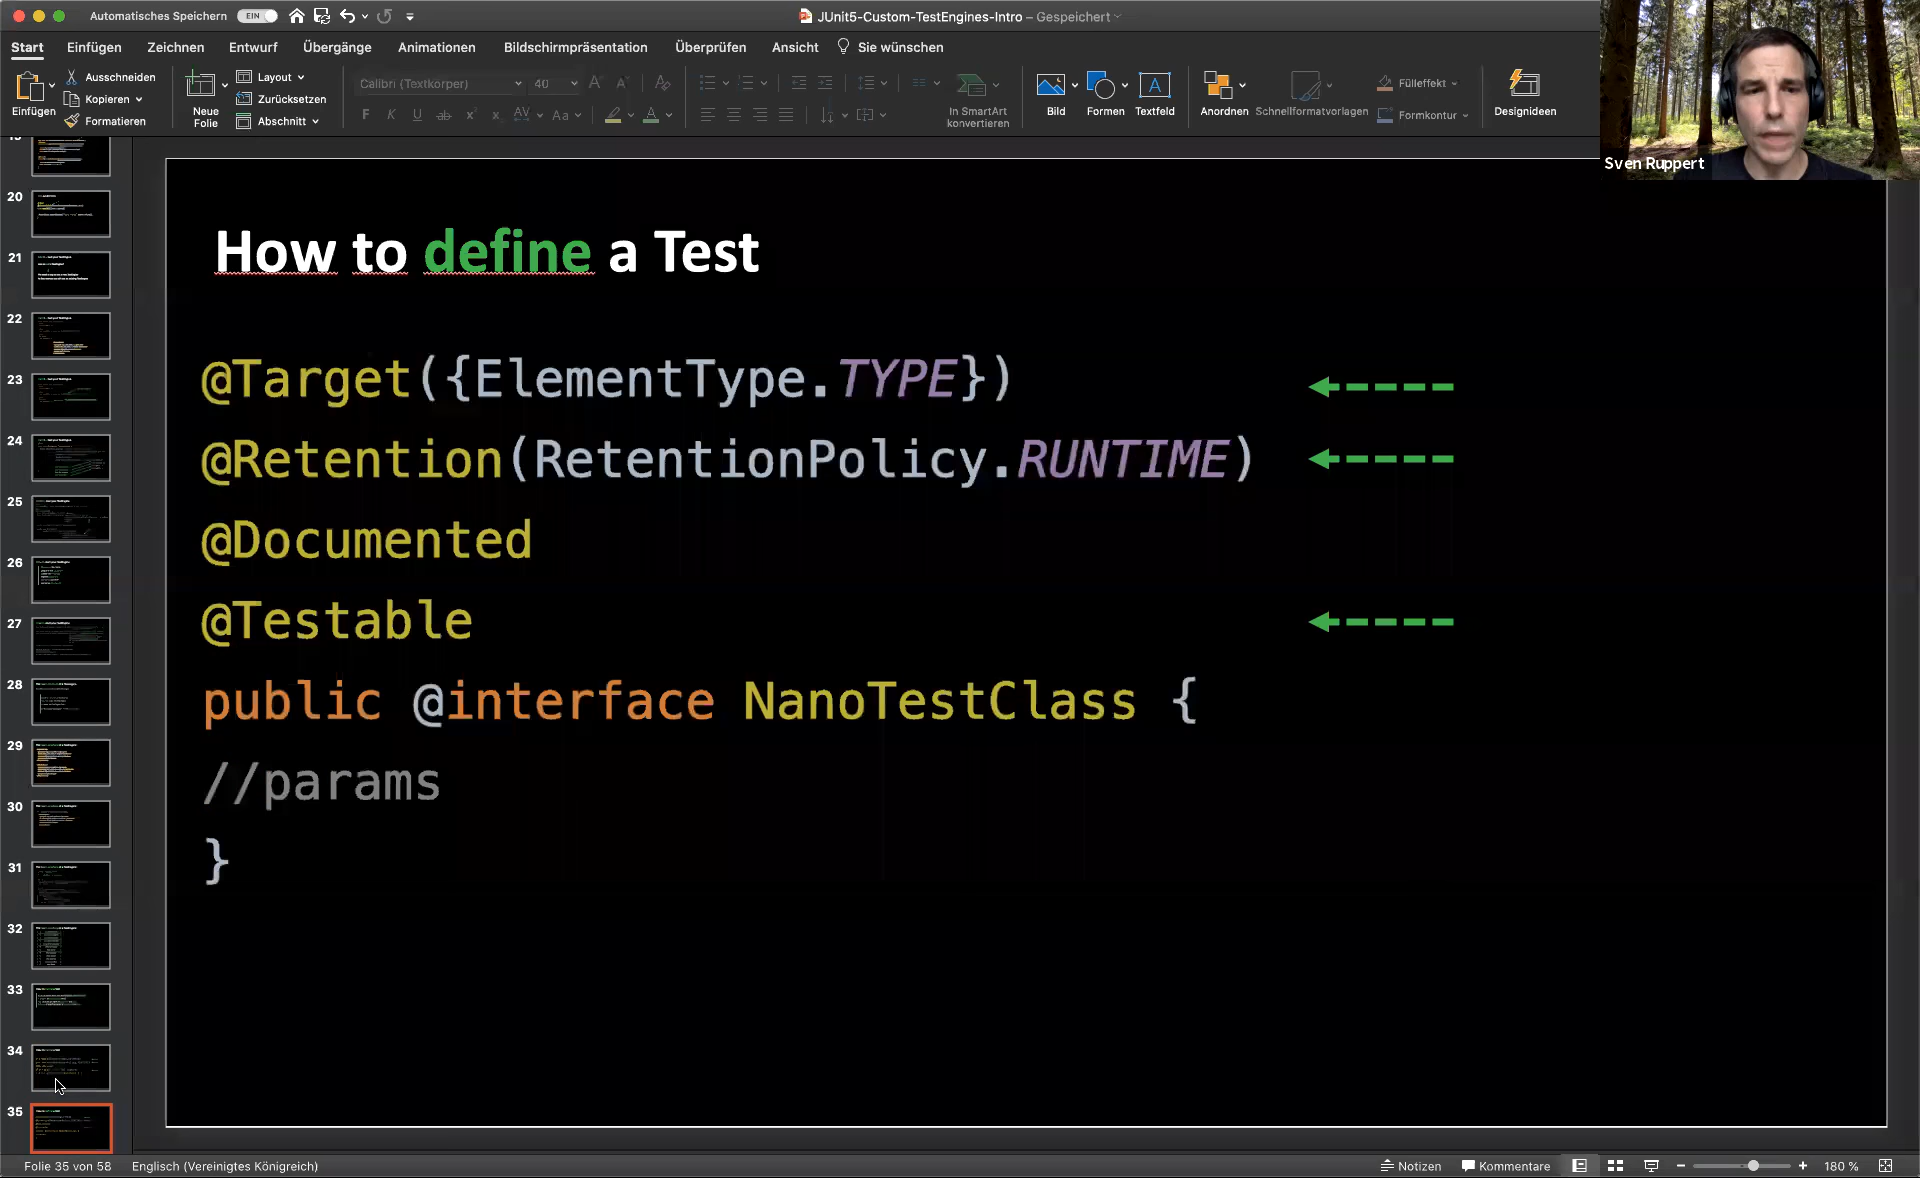 Automatisches Speichern EIN
JUnit5-Custom-TestEngines-Intro – Gespeichert
Start Einfügen Zeichnen Entwurf Übergänge Animationen Bildschirmpräsentation Überprüfen Ansicht Sie wünschen
Einfügen
Ausschneiden
Kopieren
Formatieren
Neue
Folie
Layout
Zurücksetzen
Abschnitt
Calibri (Textkörper) 40
F K U ab x x AV Aa A
In SmartArt
konvertieren
Bild
Formen
Textfeld
Anordnen
Schnellformatvorlagen
Fülleffekt
Formkontur
Designideen
Sven Ruppert
How to define a Test
@Target({ElementType.TYPE})
@Retention(RetentionPolicy.RUNTIME)
@Documented
@Testable
public @interface NanoTestClass {
//params
}
20
21
22
23
24
25
26
27
28
29
30
31
32
33
34
35
Folie 35 von 58 Englisch (Vereinigtes Königreich) Notizen Kommentare 180 %